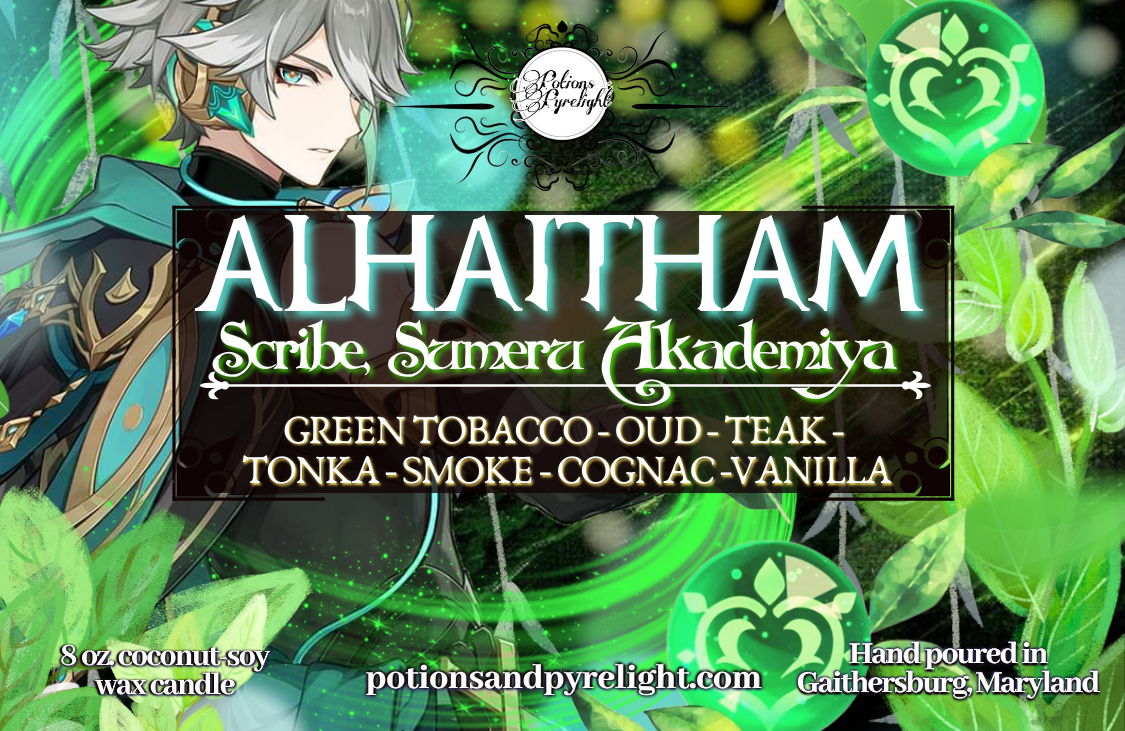 Potions
Pyrelight
ALHAITHAM
Scribe, Sumeru Akademiya
GREEN TOBACCO - OUD - TEAK -
TONKA - SMOKE - COGNAC -VANILLA
8 oz. coconut-soy
wax candle
potionsandpyrelight.com
Hand poured in
Gaithersburg, Maryland